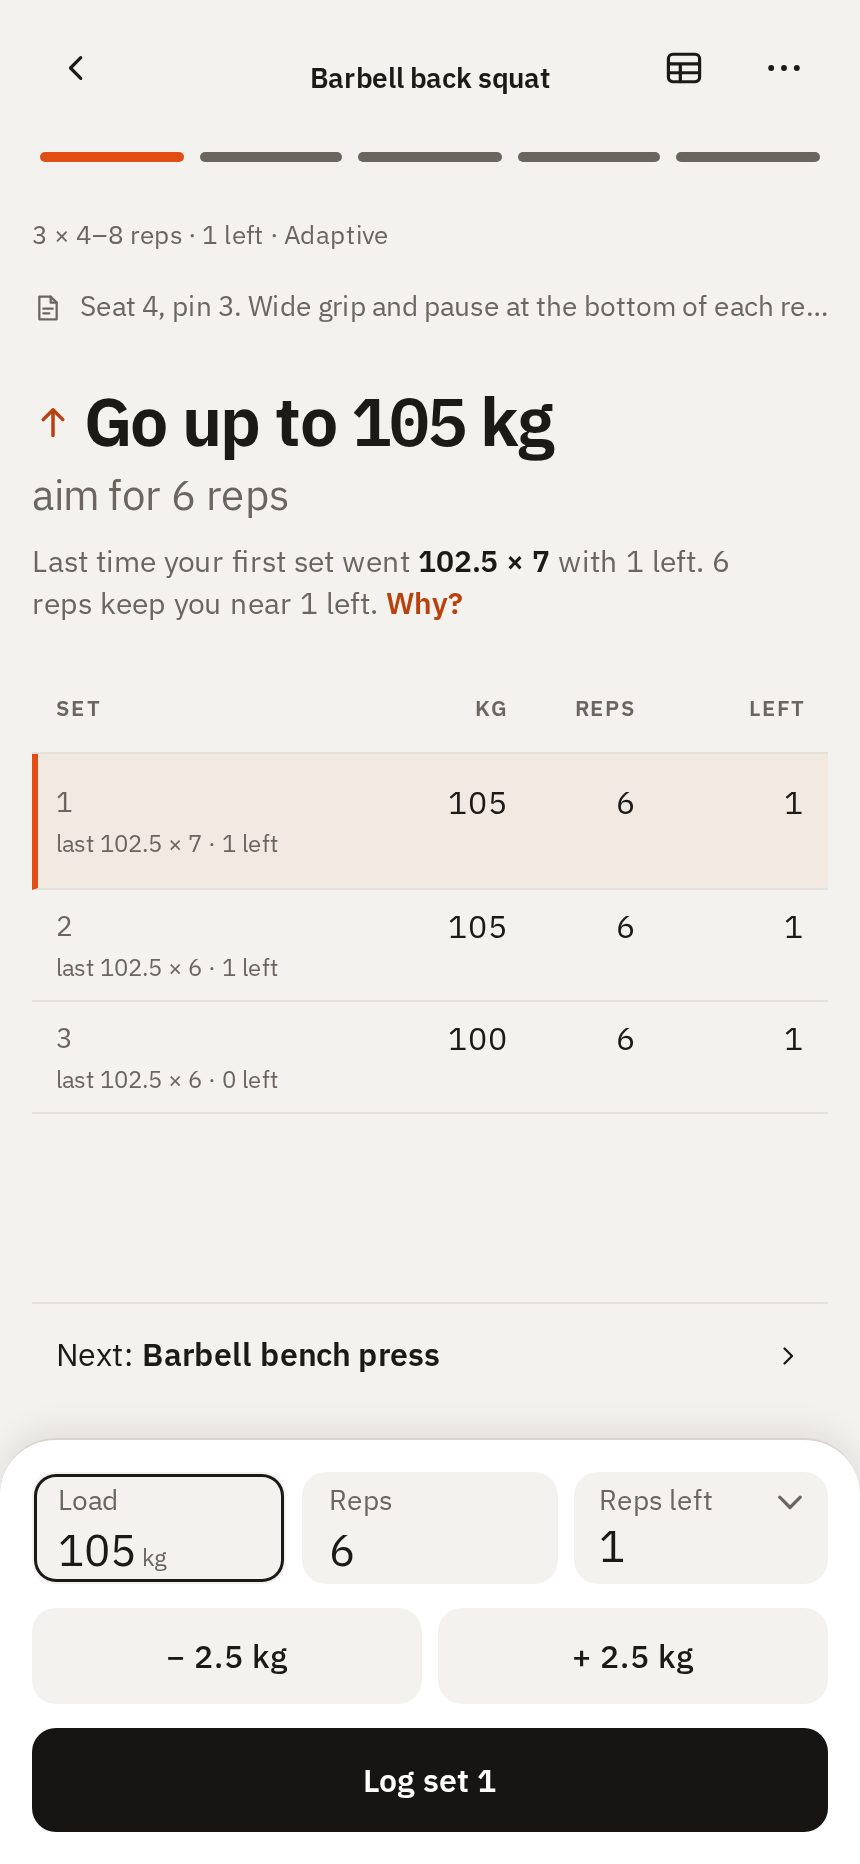 Barbell back squat
3 × 4–8 reps · 1 left · Adaptive
Seat 4, pin 3. Wide grip and pause at the bottom of each re…
↑ Go up to 105 kg
aim for 6 reps
Last time your first set went 102.5 × 7 with 1 left. 6
reps keep you near 1 left. Why?
SET KG REPS LEFT
1 105 6 1
last 102.5 × 7 · 1 left
2 105 6 1
last 102.5 × 6 · 1 left
3 100 6 1
last 102.5 × 6 · 0 left
Next: Barbell bench press
Load Reps Reps left
105 kg 6 1
− 2.5 kg + 2.5 kg
Log set 1